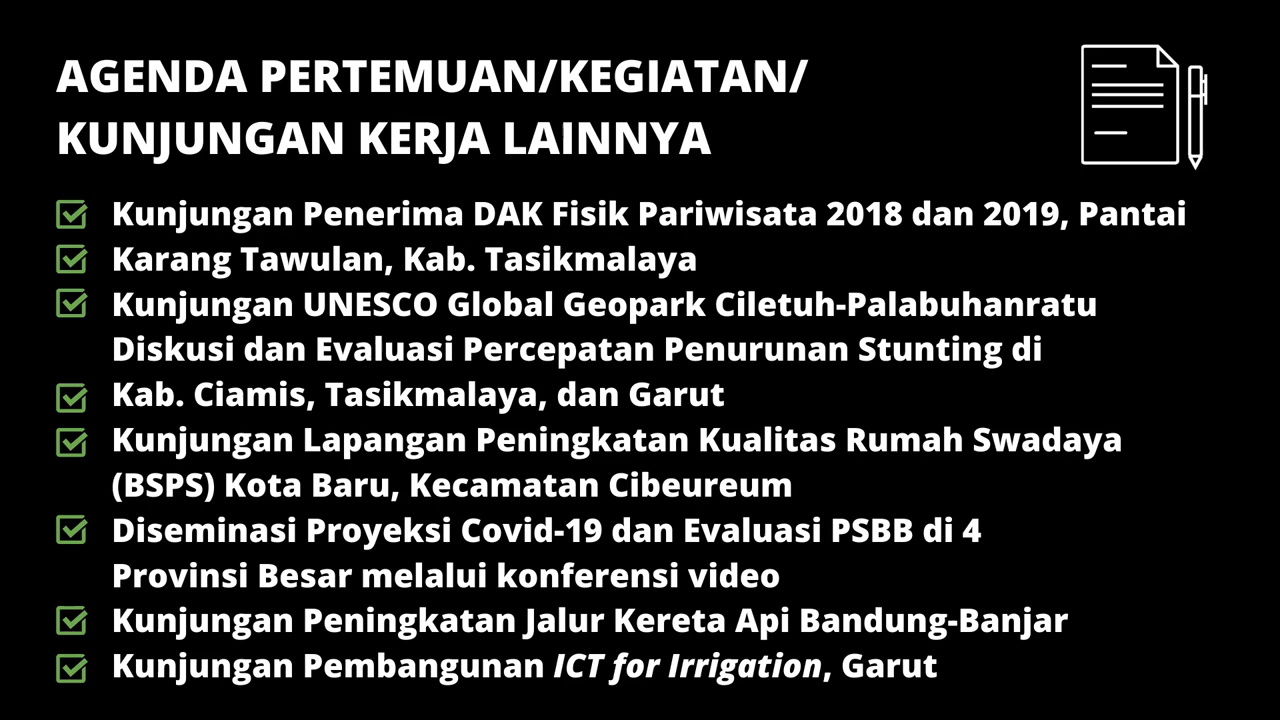 AGENDA PERTEMUAN/KEGIATAN/
KUNJUNGAN KERJA LAINNYA
Kunjungan Penerima DAK Fisik Pariwisata 2018 dan 2019, Pantai
Karang Tawulan, Kab. Tasikmalaya
Kunjungan UNESCO Global Geopark Ciletuh-Palabuhanratu
Diskusi dan Evaluasi Percepatan Penurunan Stunting di
Kab. Ciamis, Tasikmalaya, dan Garut
Kunjungan Lapangan Peningkatan Kualitas Rumah Swadaya
(BSPS) Kota Baru, Kecamatan Cibeureum
Diseminasi Proyeksi Covid-19 dan Evaluasi PSBB di 4
Provinsi Besar melalui konferensi video
Kunjungan Peningkatan Jalur Kereta Api Bandung-Banjar
Kunjungan Pembangunan ICT for Irrigation, Garut